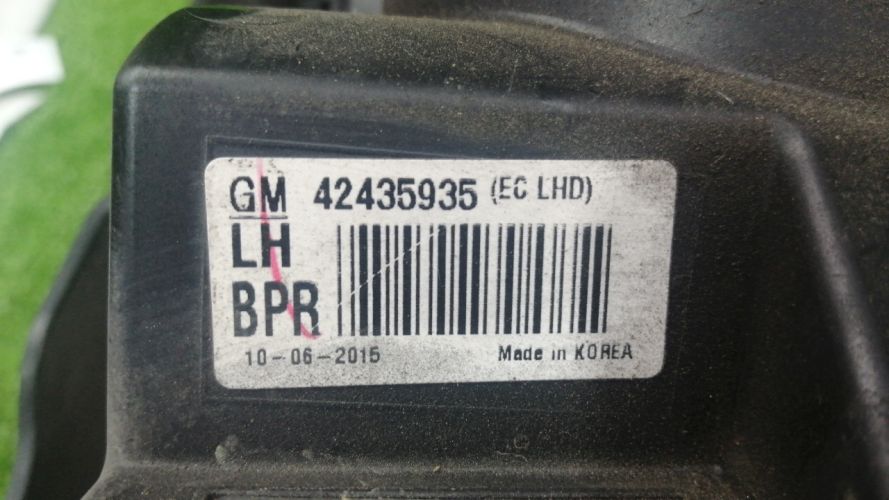 GM 42435935 (EC LHD)
LH
BPR
10-06-2015 Made in KOREA